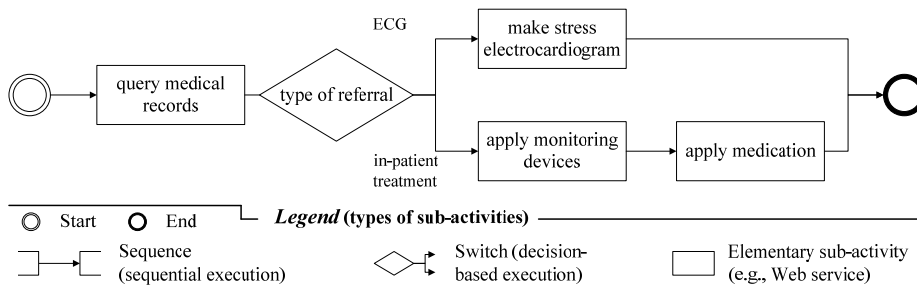 ECG
make stress
electrocardiogram
query medical
records
type of referral
in-patient
treatment
apply monitoring
devices
apply medication
Legend (types of sub-activities)
Start
End
Sequence
(sequential execution)
Switch (decision-
based execution)
Elementary sub-activity
(e.g., Web service)